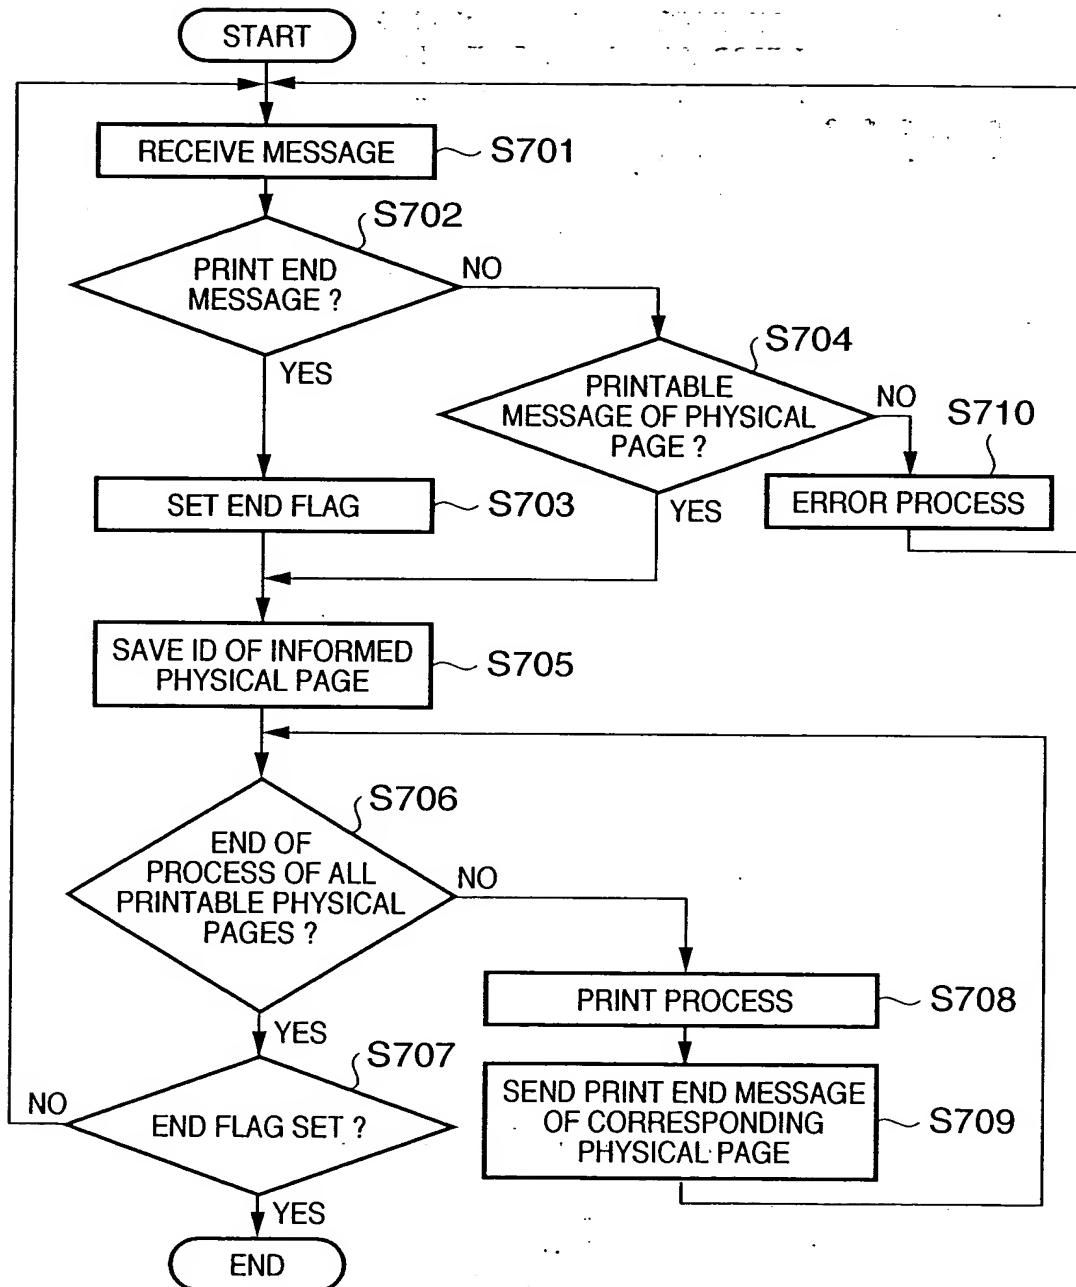 START
RECEIVE MESSAGE
S701
S702
PRINT END
MESSAGE ?
NO
YES
S704
PRINTABLE
MESSAGE OF PHYSICAL
PAGE ?
NO
YES
S710
ERROR PROCESS
SET END FLAG
S703
SAVE ID OF INFORMED
PHYSICAL PAGE
S705
S706
END OF
PROCESS OF ALL
PRINTABLE PHYSICAL
PAGES ?
NO
YES
PRINT PROCESS
S708
SEND PRINT END MESSAGE
OF CORRESPONDING
PHYSICAL PAGE
S709
S707
END FLAG SET ?
NO
YES
END